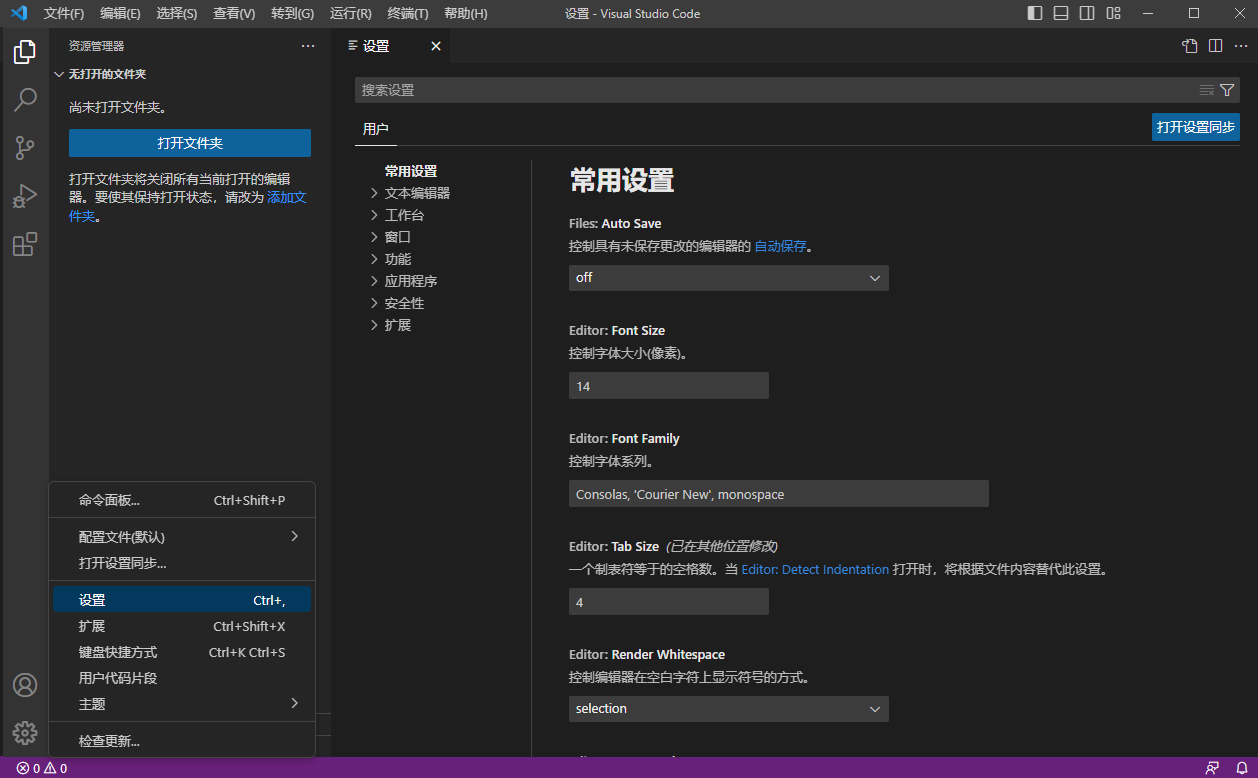 文件(F) 编辑(E) 选择(S) 查看(V) 转到(G) 运行(R) 终端(T) 帮助(H) 设置 - Visual Studio Code
资源管理器
无打开的文件夹
尚未打开文件夹。
打开文件夹
打开文件夹将关闭所有当前打开的编辑
器。要使其保持打开状态，请改为 添加文
件夹。
命令面板... Ctrl+Shift+P
配置文件(默认)
打开设置同步...
设置 Ctrl+,
扩展 Ctrl+Shift+X
键盘快捷方式 Ctrl+K Ctrl+S
用户代码片段
主题
检查更新...
设置
搜索设置
用户
打开设置同步
常用设置
文本编辑器
工作台
窗口
功能
应用程序
安全性
扩展
常用设置
Files: Auto Save
控制具有未保存更改的编辑器的 自动保存。
off
Editor: Font Size
控制字体大小(像素)。
14
Editor: Font Family
控制字体系列。
Consolas, 'Courier New', monospace
Editor: Tab Size (已在其他位置修改)
一个制表符等于的空格数。当 Editor: Detect Indentation 打开时，将根据文件内容替代此设置。
4
Editor: Render Whitespace
控制编辑器在空白字符上显示符号的方式。
selection
0 0